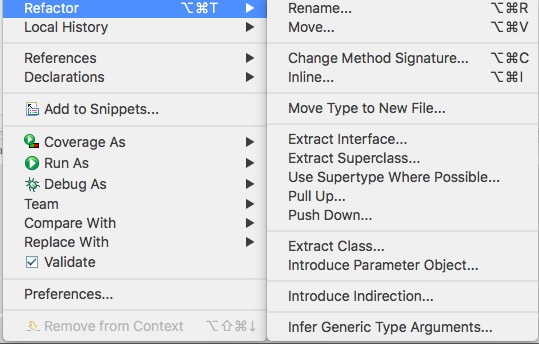 Refactor ⌥⌘T ▶
Local History ▶
References ▶
Declarations ▶
Add to Snippets...
Coverage As ▶
Run As ▶
Debug As ▶
Team ▶
Compare With ▶
Replace With ▶
Validate
Preferences...
Remove from Context ⌥⇧⌘↓
Rename... ⌥⌘R
Move... ⌥⌘V
Change Method Signature... ⌥⌘C
Inline... ⌥⌘I
Move Type to New File...
Extract Interface...
Extract Superclass...
Use Supertype Where Possible...
Pull Up...
Push Down...
Extract Class...
Introduce Parameter Object...
Introduce Indirection...
Infer Generic Type Arguments...